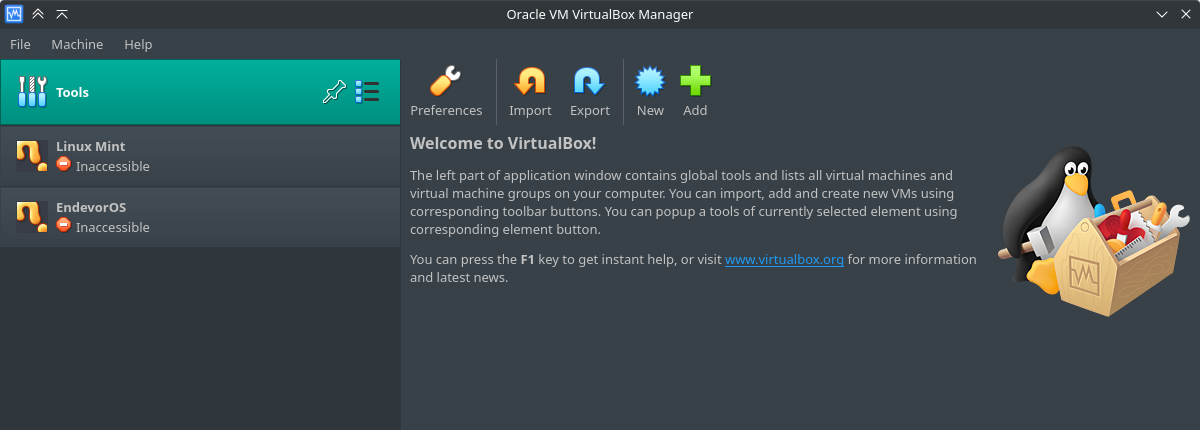 Oracle VM VirtualBox Manager
File Machine Help
Tools
Preferences Import Export New Add
Linux Mint
Inaccessible
EndevorOS
Inaccessible
Welcome to VirtualBox!
The left part of application window contains global tools and lists all virtual machines and
virtual machine groups on your computer. You can import, add and create new VMs using
corresponding toolbar buttons. You can popup a tools of currently selected element using
corresponding element button.
You can press the F1 key to get instant help, or visit www.virtualbox.org for more information
and latest news.